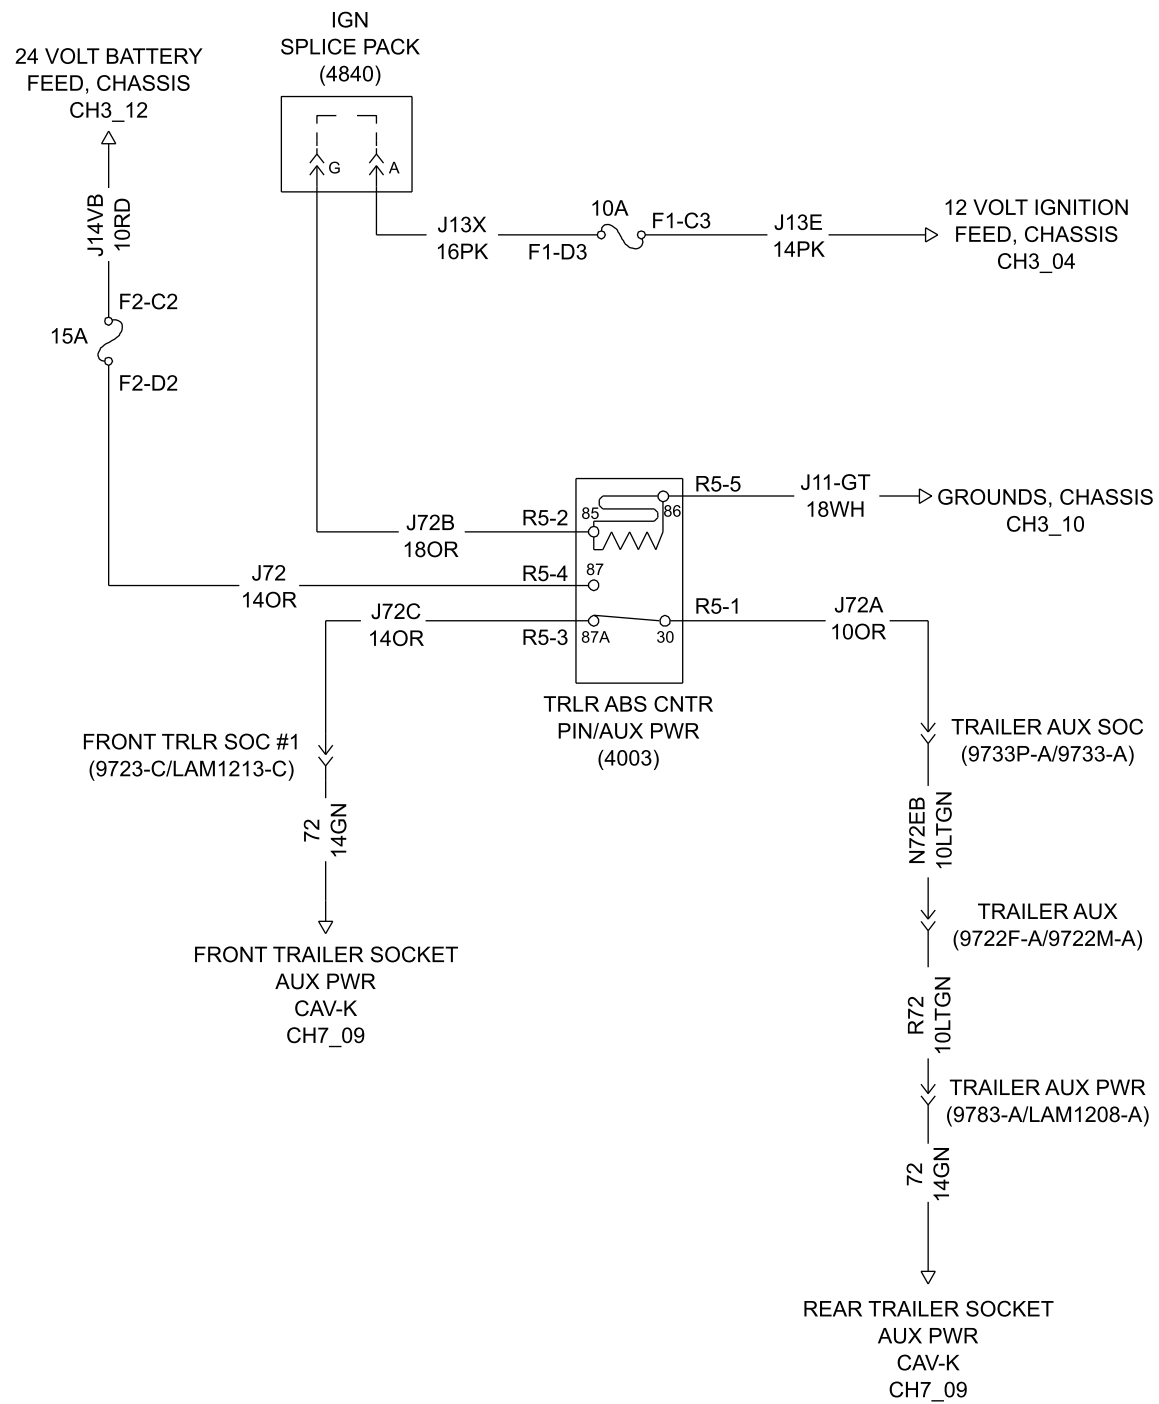 IGN
SPLICE PACK
(4840)
24 VOLT BATTERY
FEED, CHASSIS
CH3_12
G
A
J14VB
10RD
J13X
16PK
10A
F1-D3
F1-C3
J13E
14PK
12 VOLT IGNITION
FEED, CHASSIS
CH3_04
F2-C2
15A
F2-D2
R5-5
J11-GT
18WH
GROUNDS, CHASSIS
CH3_10
J72B
18OR
R5-2
85
86
J72
14OR
R5-4
87
J72C
14OR
R5-3
87A
30
R5-1
J72A
10OR
TRLR ABS CNTR
PIN/AUX PWR
(4003)
FRONT TRLR SOC #1
(9723-C/LAM1213-C)
72
14GN
FRONT TRAILER SOCKET
AUX PWR
CAV-K
CH7_09
TRAILER AUX SOC
(9733P-A/9733-A)
N72EB
10LTGN
TRAILER AUX
(9722F-A/9722M-A)
R72
10LTGN
TRAILER AUX PWR
(9783-A/LAM1208-A)
72
14GN
REAR TRAILER SOCKET
AUX PWR
CAV-K
CH7_09